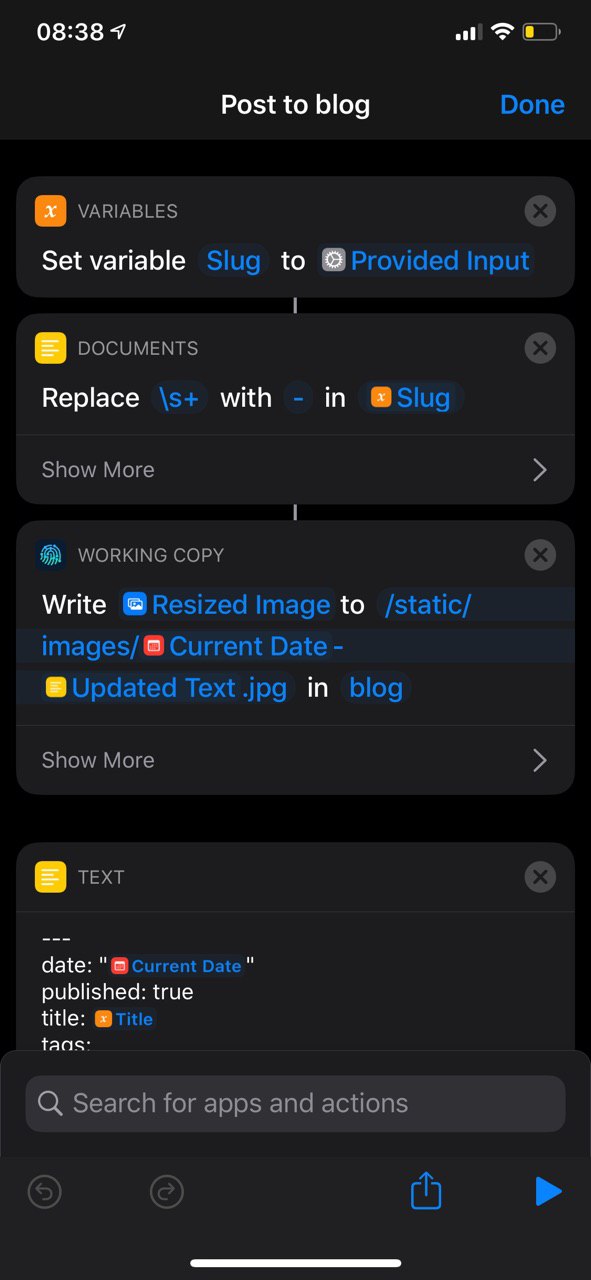 08:38
Post to blog
Done
VARIABLES
Set variable Slug to Provided Input
DOCUMENTS
Replace \s+ with - in Slug
Show More
WORKING COPY
Write Resized Image to /static/
images/ Current Date -
Updated Text .jpg in blog
Show More
TEXT
---
date: " Current Date "
published: true
title: Title
tags:
Search for apps and actions